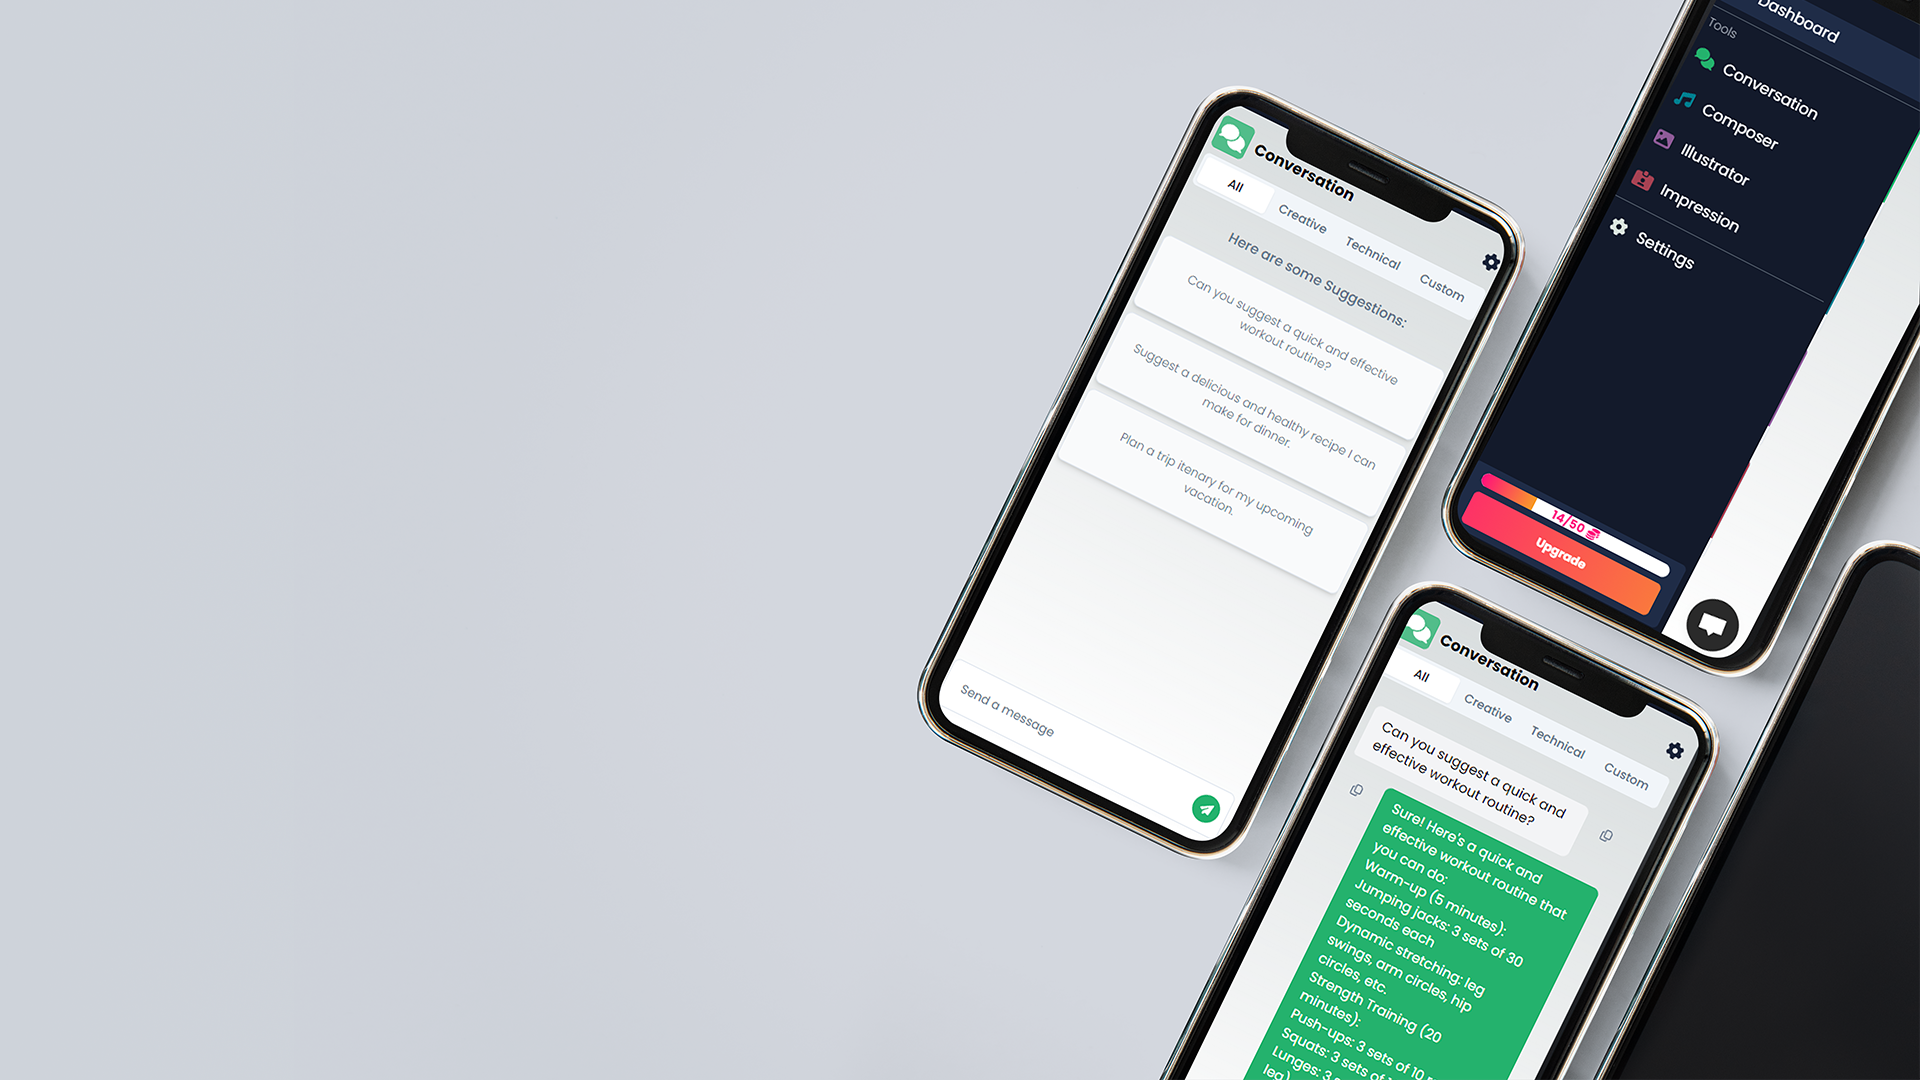 Conversation
All
Creative
Technical
Custom
Here are some Suggestions:
Can you suggest a quick and effective
workout routine?
Suggest a delicious and healthy recipe I can
make for dinner.
Plan a trip itenary for my upcoming
vacation.
Send a message
Dashboard
Tools
Conversation
Composer
Illustrator
Impression
Settings
14/50
Upgrade
Conversation
All
Creative
Technical
Custom
Can you suggest a quick and
effective workout routine?
Sure! Here's a quick and
effective workout routine that
you can do:
Warm-up (5 minutes):
Jumping jacks: 3 sets of 30
seconds each
Dynamic stretching: leg
swings, arm circles, hip
circles, etc.
Strength Training (20
minutes):
Push-ups: 3 sets of 10
Squats: 3 sets of
Lunges: 3
leg)